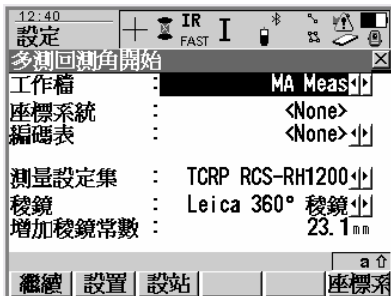 12:40
設定
IR
FAST
I
多測回測角開始
工作檔 : MA Meas
座標系統 : <None>
編碼表 : <None>
測量設定集 : TCRP RCS-RH1200
稜鏡 : Leica 360° 稜鏡
增加稜鏡常數 : 23.1mm
a⇧
繼續 設置 設站 座標系